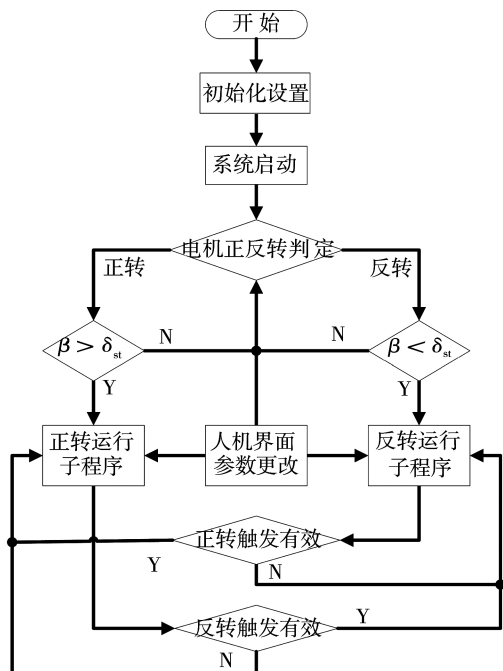 开始
初始化设置
系统启动
电机正反转判定
正转
反转
β > δst
N
N
β < δst
Y
Y
正转运行
子程序
人机界面
参数更改
反转运行
子程序
正转触发有效
Y
N
反转触发有效
Y
N